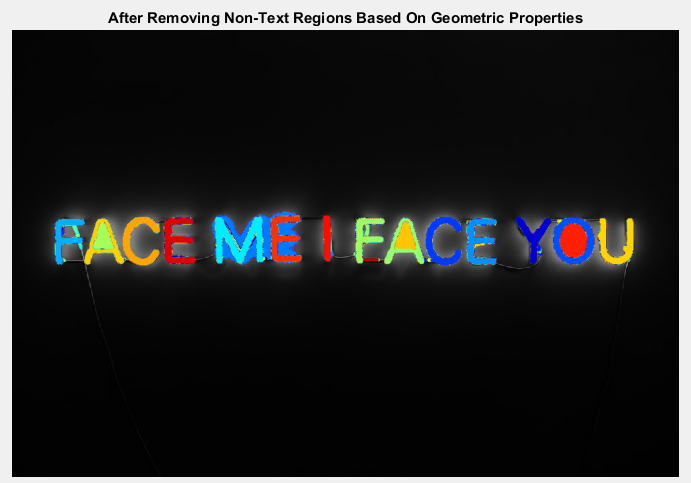 After Removing Non-Text Regions Based On Geometric Properties
FACE ME I FACE YOU